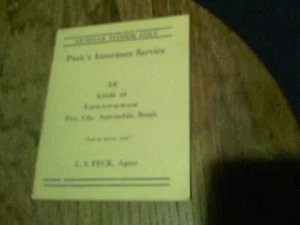 Peck's Insurance Service
All
kinds of
Insurance
Fire, Life, Automobile, Bonds
L. S. PECK, Agent